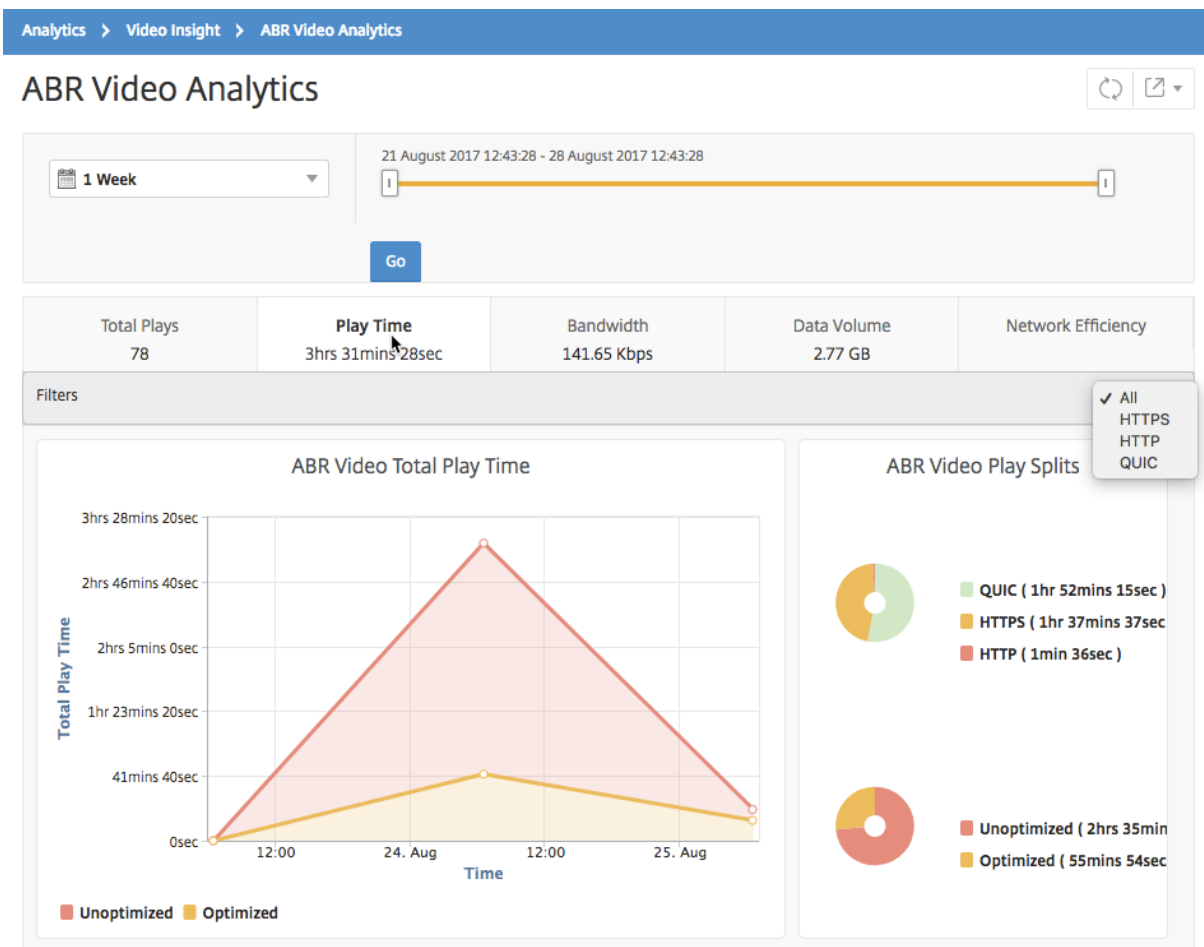 Analytics > Video Insight > ABR Video Analytics
ABR Video Analytics
21 August 2017 12:43:28 - 28 August 2017 12:43:28
1 Week
Go
Total Plays Play Time Bandwidth Data Volume Network Efficiency
78 3hrs 31mins 28sec 141.65 Kbps 2.77 GB
Filters
✓ All
HTTPS
HTTP
QUIC
ABR Video Total Play Time
3hrs 28mins 20sec
2hrs 46mins 40sec
2hrs 5mins 0sec
1hr 23mins 20sec
41mins 40sec
0sec
Total Play Time
12:00 24. Aug 12:00 25. Aug
Time
Unoptimized Optimized
ABR Video Play Splits
QUIC ( 1hr 52mins 15sec )
HTTPS ( 1hr 37mins 37sec
HTTP ( 1min 36sec )
Unoptimized ( 2hrs 35min
Optimized ( 55mins 54sec